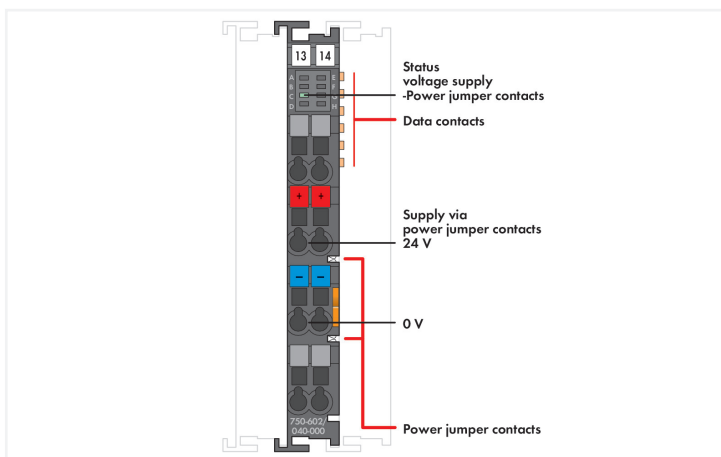 13 14
Status
voltage supply
-Power jumper contacts
A E
B F
C G
D H
Data contacts
+ +
Supply via
power jumper contacts
24 V
- -
0 V
750-602/
040-000
Power jumper contacts